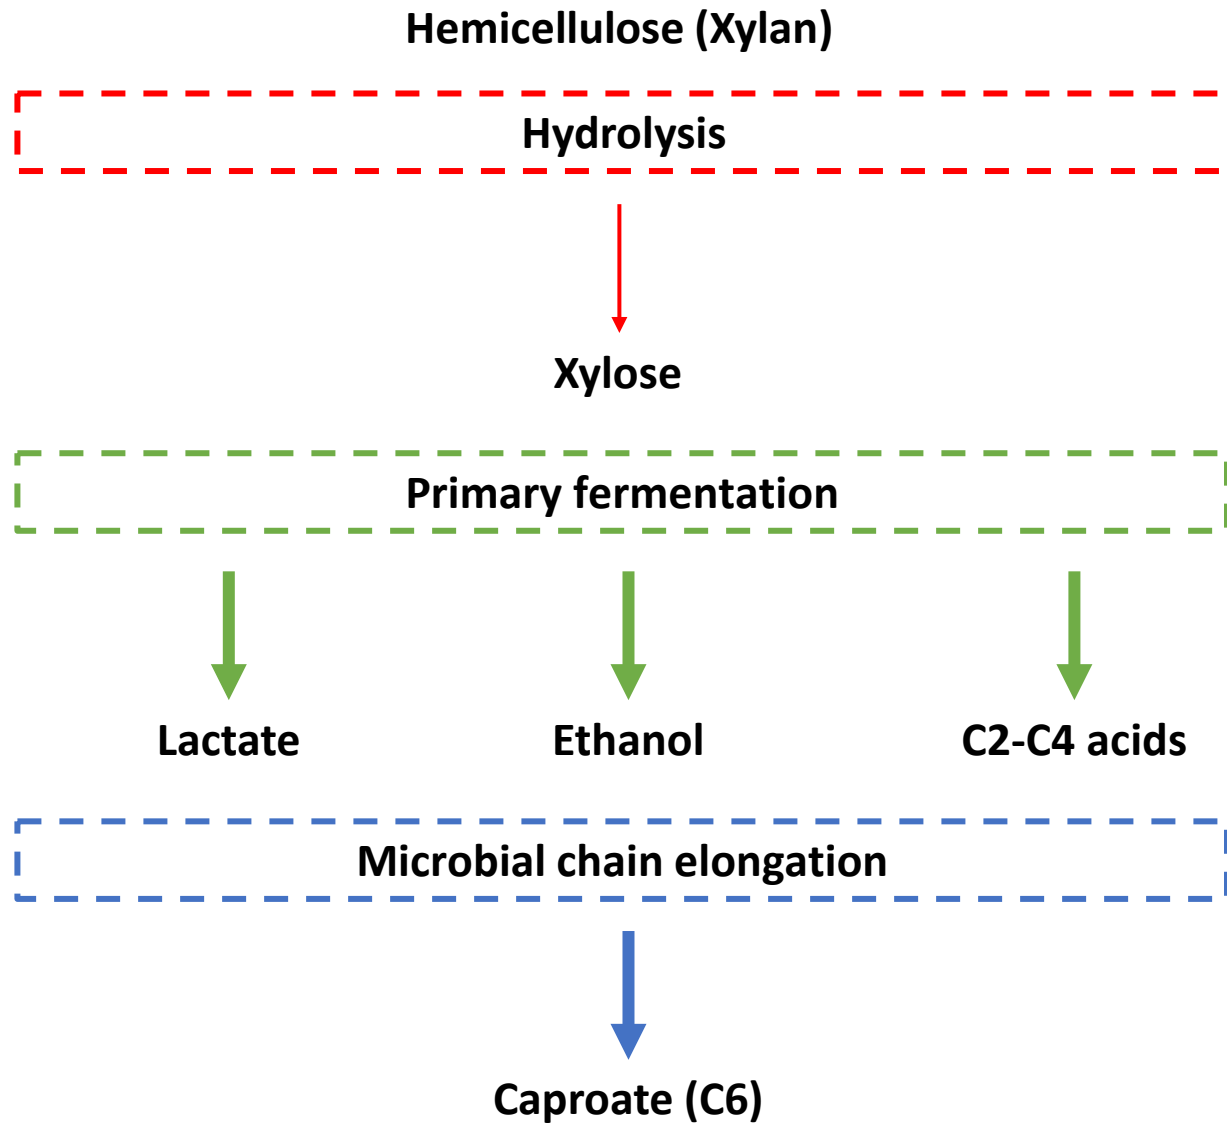 Hemicellulose (Xylan)
Hydrolysis
Xylose
Primary fermentation
Lactate
Ethanol
C2-C4 acids
Microbial chain elongation
Caproate (C6)